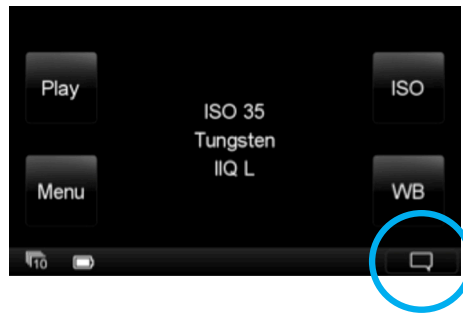 Play
ISO
ISO 35
Tungsten
IIQ L
Menu
WB
10